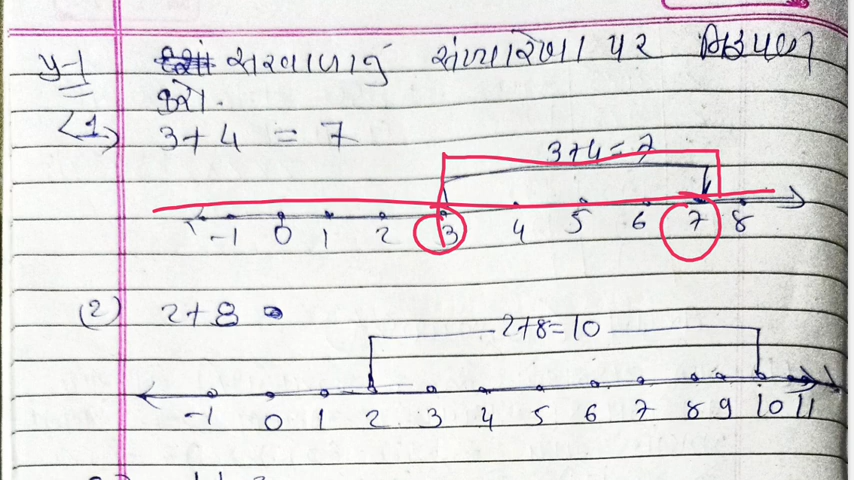 પ્ર-1 સરવાળાનું સંખ્યારેખા પર નિરૂપણ
કરો.
<1> 3+4 = 7
3+4=7
-1 0 1 2 3 4 5 6 7 8
(2) 2+8
2+8=10
-1 0 1 2 3 4 5 6 7 8 9 10 11